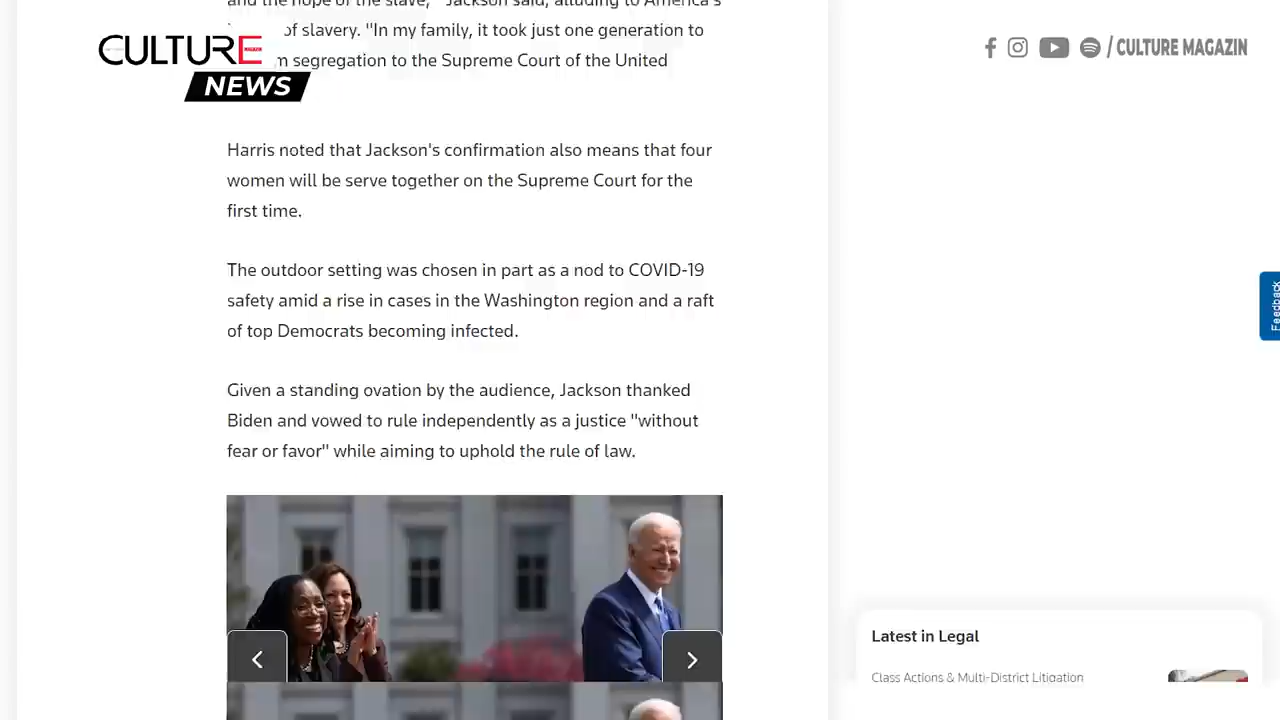 and the hope of the slave," Jackson said, alluding to America's
of slavery. "In my family, it took just one generation to
segregation to the Supreme Court of the United
CULTURE
NEWS
/ CULTURE MAGAZIN
Harris noted that Jackson's confirmation also means that four
women will be serve together on the Supreme Court for the
first time.
The outdoor setting was chosen in part as a nod to COVID-19
safety amid a rise in cases in the Washington region and a raft
of top Democrats becoming infected.
Given a standing ovation by the audience, Jackson thanked
Biden and vowed to rule independently as a justice "without
fear or favor" while aiming to uphold the rule of law.
Feedback
Latest in Legal
Class Actions & Multi-District Litigation